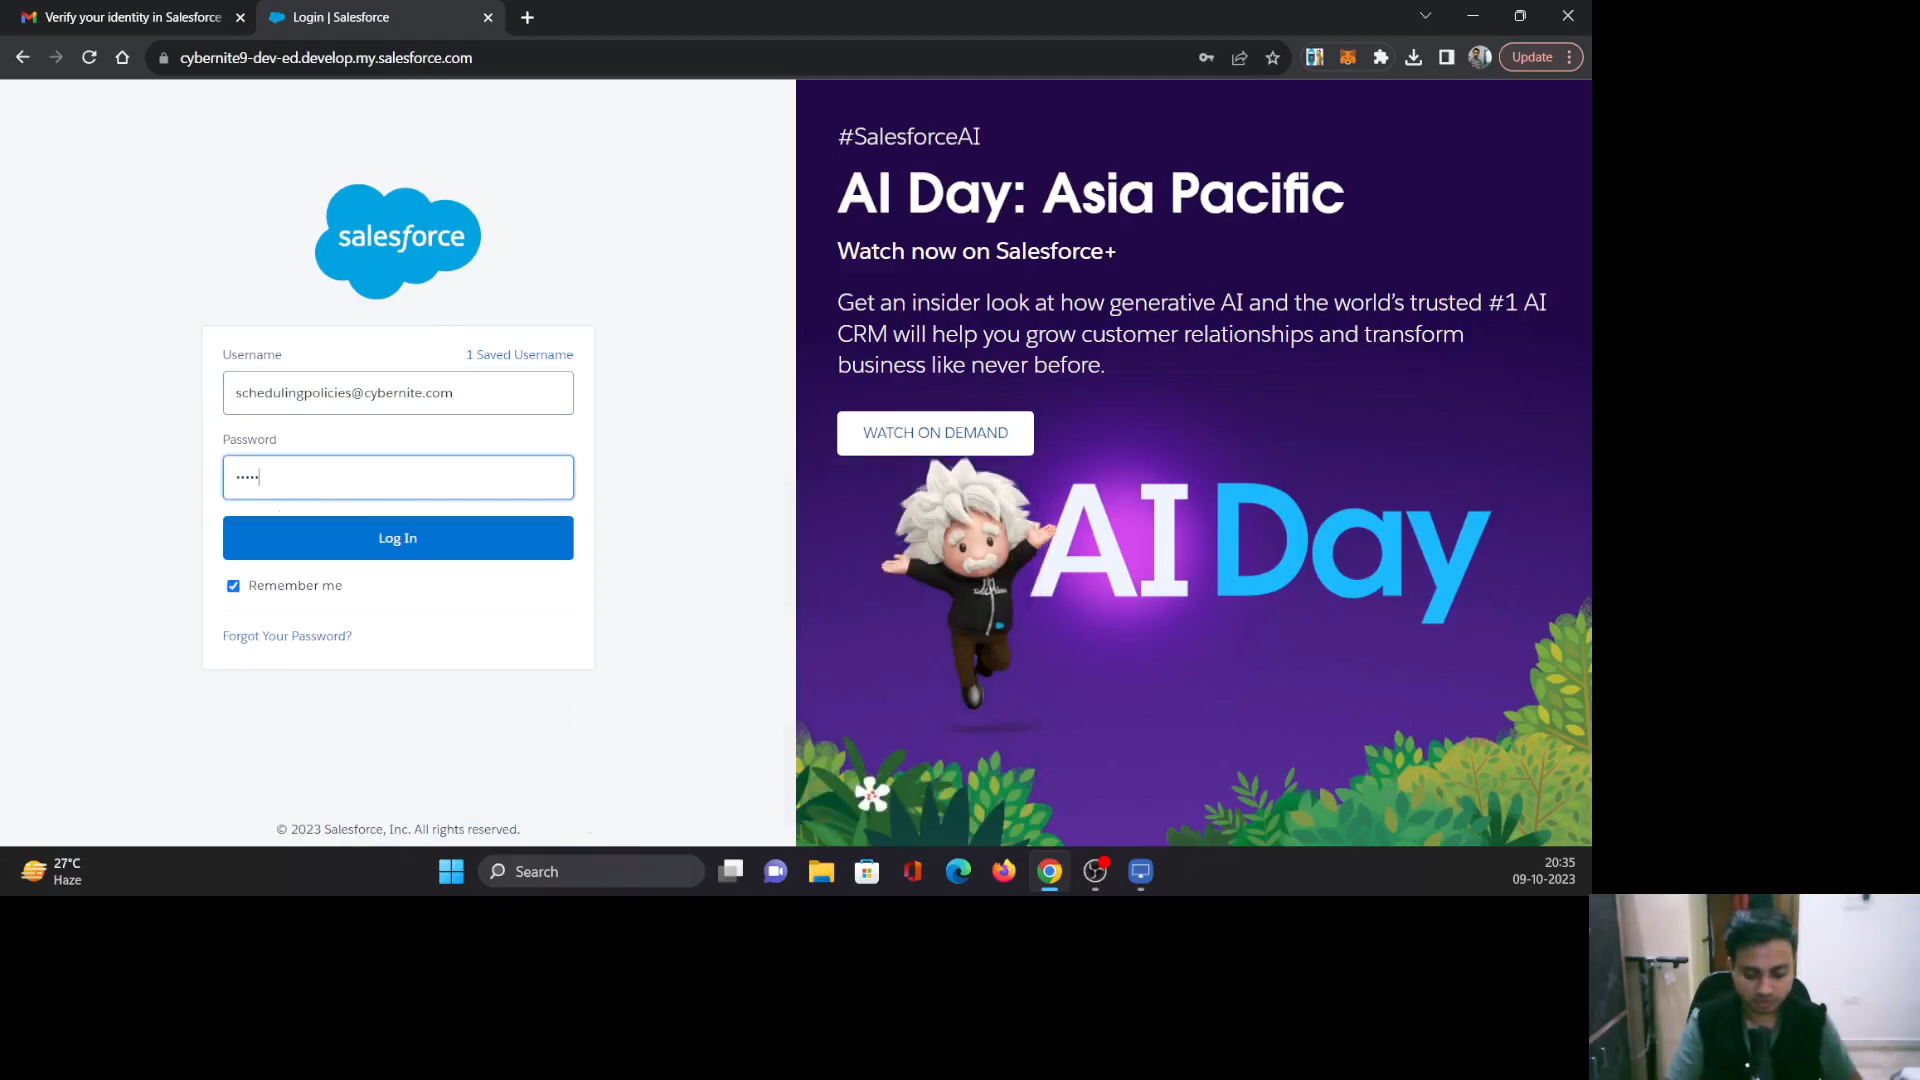 Verify your identity in Salesforce
Login | Salesforce
cybernite9-dev-ed.develop.my.salesforce.com
Update
salesforce
Username
1 Saved Username
schedulingpolicies@cybernite.com
Password
•••••
Log In
Remember me
Forgot Your Password?
© 2023 Salesforce, Inc. All rights reserved.
#SalesforceAI
AI Day: Asia Pacific
Watch now on Salesforce+
Get an insider look at how generative AI and the world's trusted #1 AI
CRM will help you grow customer relationships and transform
business like never before.
WATCH ON DEMAND
AI Day
27°C
Haze
Search
20:35
09-10-2023